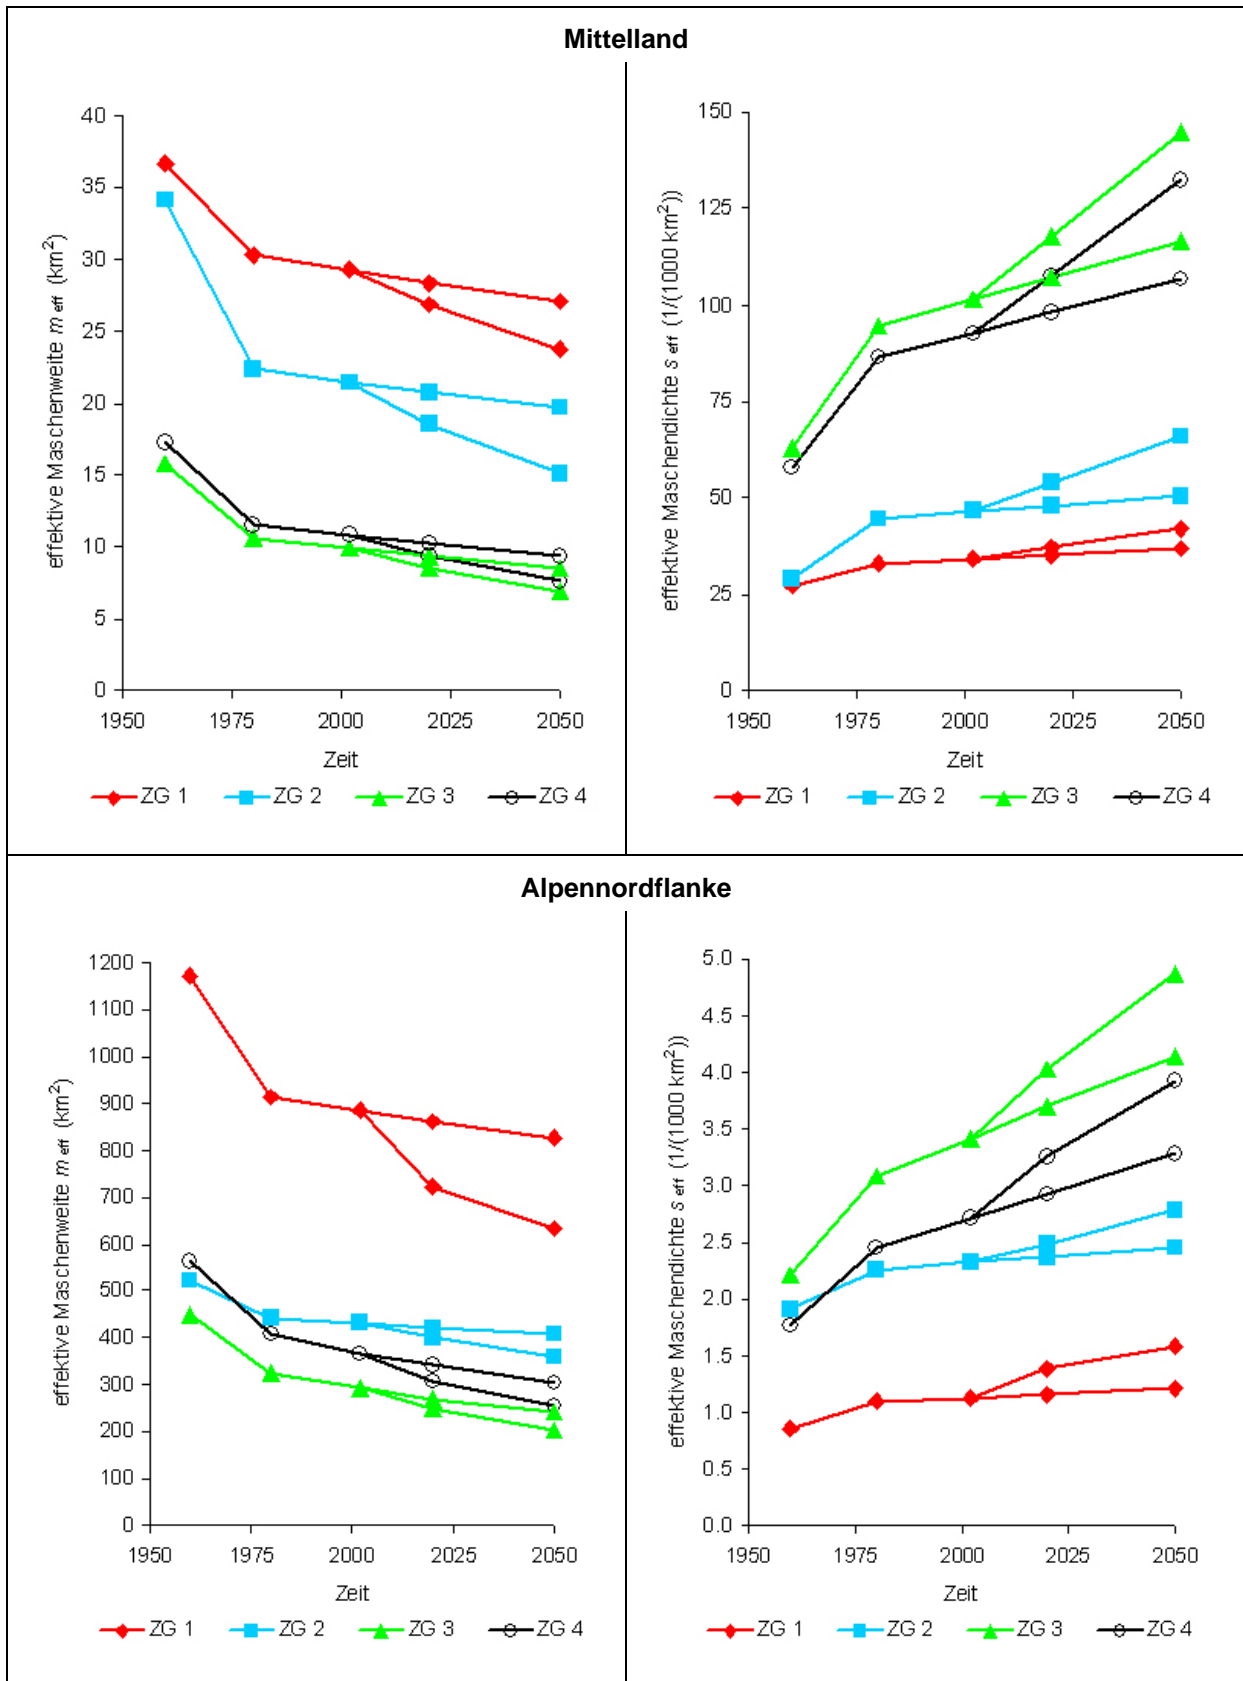 Mittelland
effektive Maschenweite m eff (km²)
40
35
30
25
20
15
10
5
0
1950 1975 2000 2025 2050
Zeit
ZG 1 ZG 2 ZG 3 ZG 4
effektive Maschendichte s eff (1/(1000 km²))
150
125
100
75
50
25
0
1950 1975 2000 2025 2050
Zeit
ZG 1 ZG 2 ZG 3 ZG 4
Alpennordflanke
effektive Maschenweite m eff (km²)
1200
1100
1000
900
800
700
600
500
400
300
200
100
0
1950 1975 2000 2025 2050
Zeit
ZG 1 ZG 2 ZG 3 ZG 4
effektive Maschendichte s eff (1/(1000 km²))
5.0
4.5
4.0
3.5
3.0
2.5
2.0
1.5
1.0
0.5
0.0
1950 1975 2000 2025 2050
Zeit
ZG 1 ZG 2 ZG 3 ZG 4